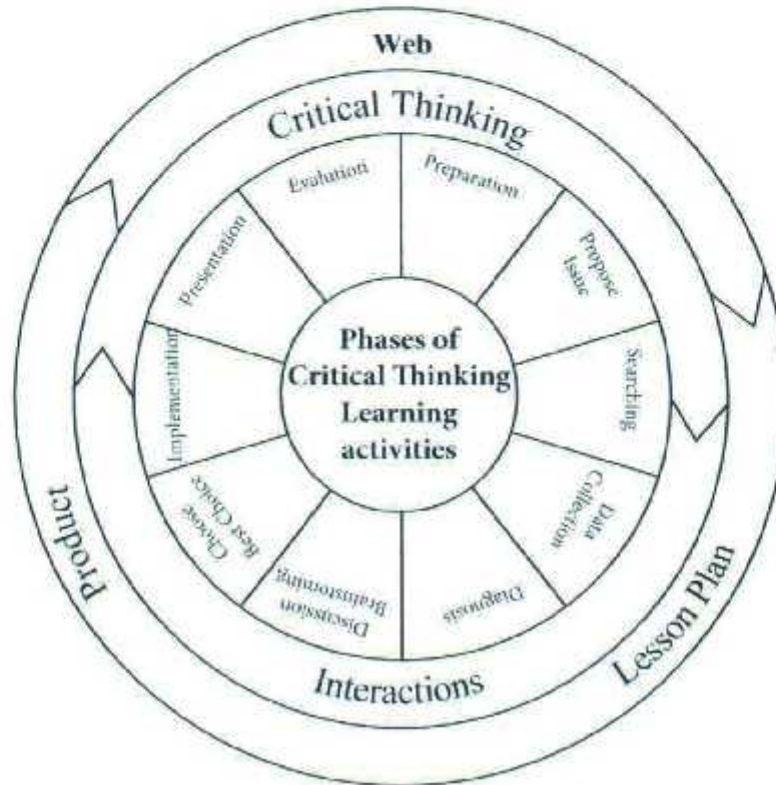 Web
Critical Thinking
Preparation
Propose
Issue
Searching
Data
Collection
Diagnosis
Discussion
Brainstorming
Choose
Best Choice
Implementation
Presentation
Evalution
Phases of
Critical Thinking
Learning
activities
Interactions
Lesson Plan
Product